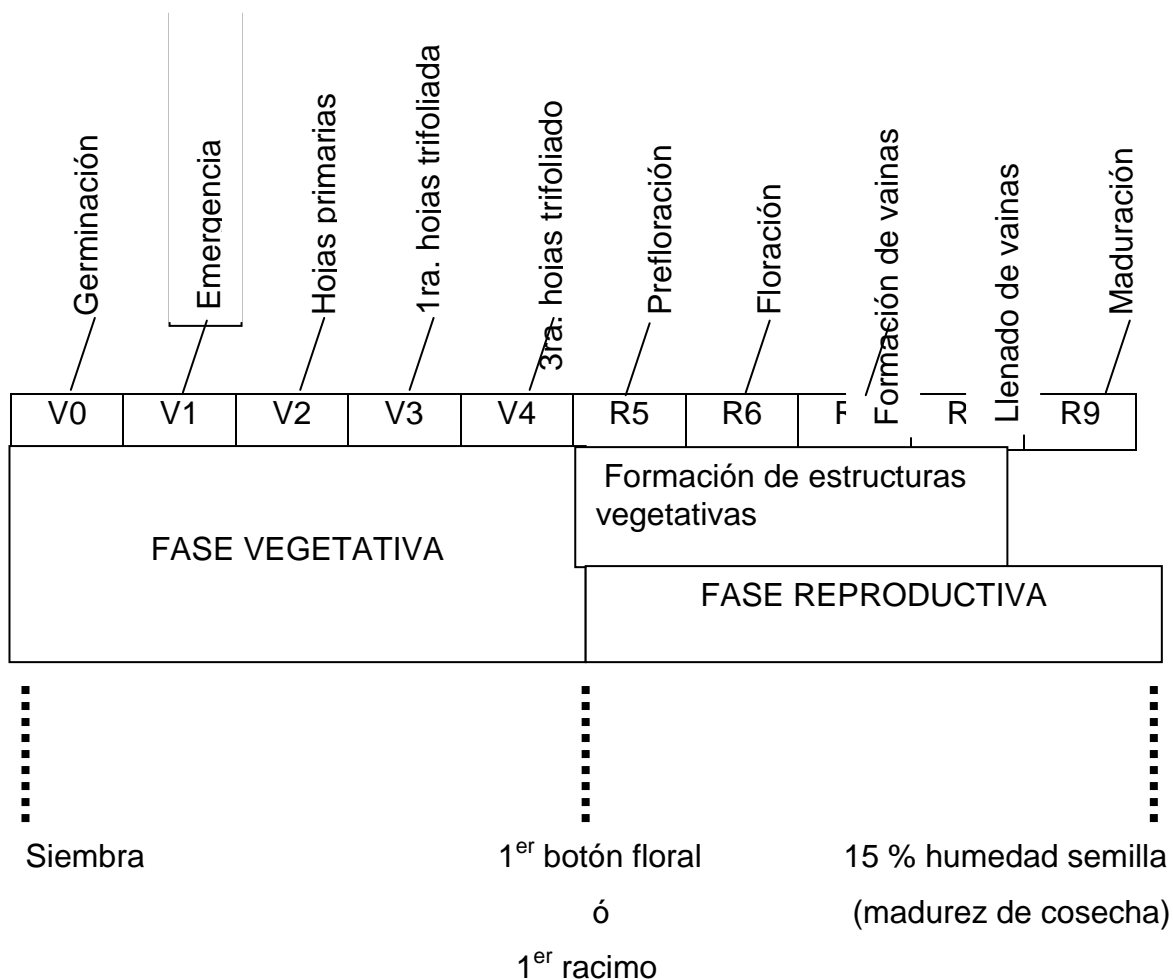 Germinación
Emergencia
Hojas primarias
1ra. hojas trifoliada
3ra. hojas trifoliado
Prefloración
Floración
Formación de vainas
Llenado de vainas
Maduración
V0 V1 V2 V3 V4 R5 R6 R R R9
Formación de estructuras
vegetativas
FASE VEGETATIVA
FASE REPRODUCTIVA
Siembra
1er botón floral
ó
1er racimo
15 % humedad semilla
(madurez de cosecha)